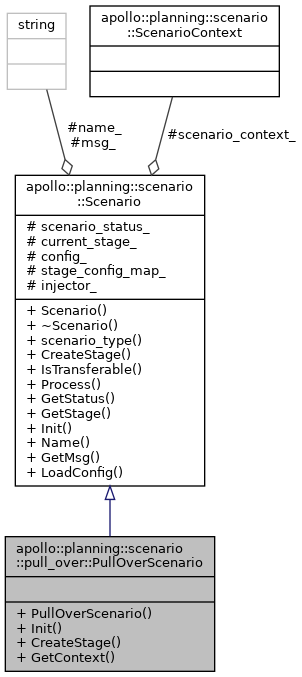 string
apollo::planning::scenario
::ScenarioContext
#name_
#msg_
#scenario_context_
apollo::planning::scenario
::Scenario
# scenario_status_
# current_stage_
# config_
# stage_config_map_
# injector_
+ Scenario()
+ ~Scenario()
+ scenario_type()
+ CreateStage()
+ IsTransferable()
+ Process()
+ GetStatus()
+ GetStage()
+ Init()
+ Name()
+ GetMsg()
+ LoadConfig()
apollo::planning::scenario
::pull_over::PullOverScenario
+ PullOverScenario()
+ Init()
+ CreateStage()
+ GetContext()